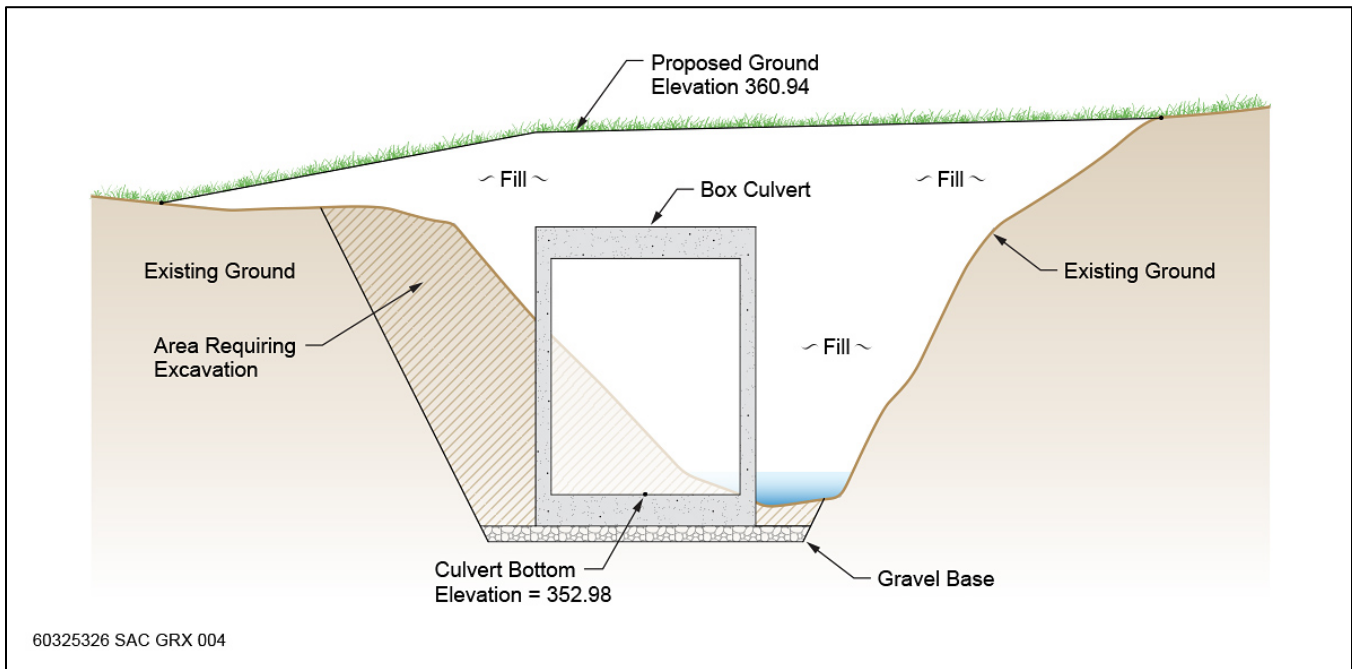 Proposed Ground
Elevation 360.94
~ Fill ~
~ Fill ~
Box Culvert
Existing Ground
Existing Ground
~ Fill ~
Area Requiring
Excavation
Culvert Bottom
Elevation = 352.98
Gravel Base
60325326 SAC GRX 004